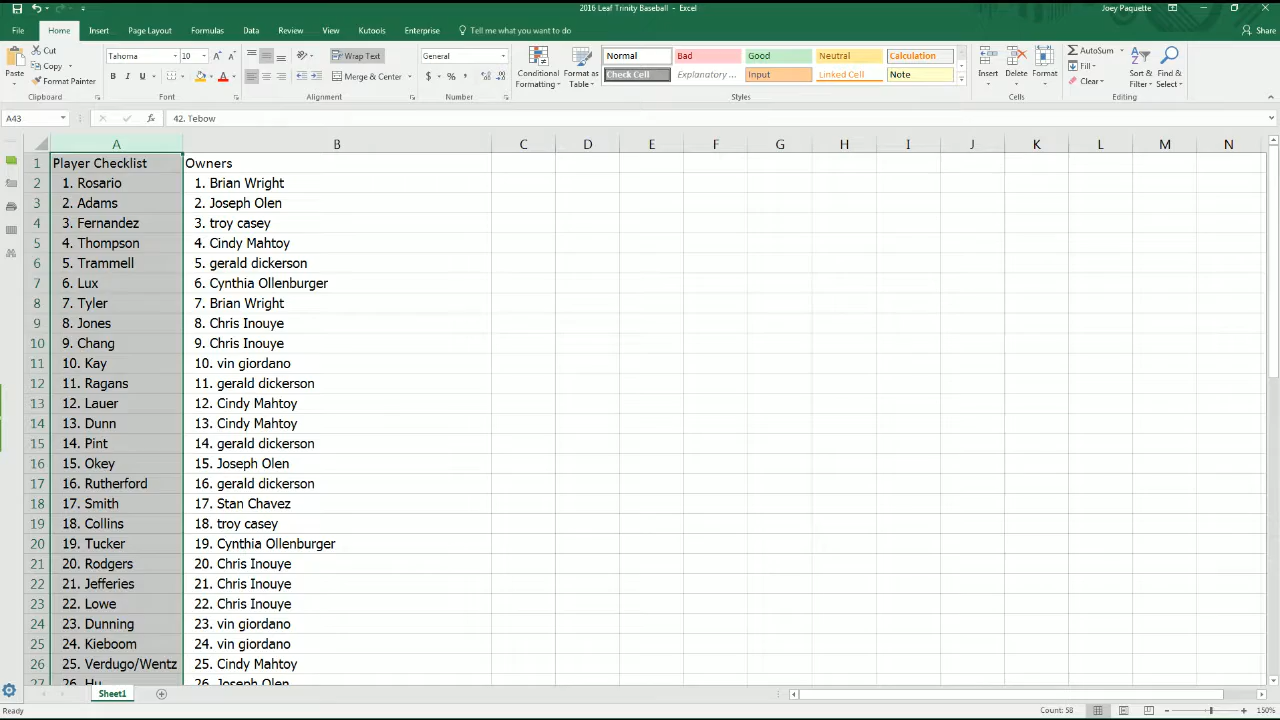 2016 Leaf Trinity Baseball - Excel
Joey Paquette
File Home Insert Page Layout Formulas Data Review View Kutools Enterprise Tell me what you want to do Share
Paste Cut Copy Format Painter Clipboard
Tahoma 10 B I U A Font
Wrap Text Merge & Center Alignment
General $ % , Number
Conditional Formatting Format as Table
Normal Bad Good Neutral Calculation
Check Cell Explanatory ... Input Linked Cell Note
Styles
Insert Delete Format Cells
AutoSum Fill Clear Sort & Filter Find & Select Editing
A43 fx 42. Tebow
A B C D E F G H I J K L M N
1 Player Checklist Owners
2 1. Rosario 1. Brian Wright
3 2. Adams 2. Joseph Olen
4 3. Fernandez 3. troy casey
5 4. Thompson 4. Cindy Mahtoy
6 5. Trammell 5. gerald dickerson
7 6. Lux 6. Cynthia Ollenburger
8 7. Tyler 7. Brian Wright
9 8. Jones 8. Chris Inouye
10 9. Chang 9. Chris Inouye
11 10. Kay 10. vin giordano
12 11. Ragans 11. gerald dickerson
13 12. Lauer 12. Cindy Mahtoy
14 13. Dunn 13. Cindy Mahtoy
15 14. Pint 14. gerald dickerson
16 15. Okey 15. Joseph Olen
17 16. Rutherford 16. gerald dickerson
18 17. Smith 17. Stan Chavez
19 18. Collins 18. troy casey
20 19. Tucker 19. Cynthia Ollenburger
21 20. Rodgers 20. Chris Inouye
22 21. Jefferies 21. Chris Inouye
23 22. Lowe 22. Chris Inouye
24 23. Dunning 23. vin giordano
25 24. Kieboom 24. vin giordano
26 25. Verdugo/Wentz 25. Cindy Mahtoy
27 26. Hu 26. Joseph Olen
Sheet1
Ready Count: 58 150%